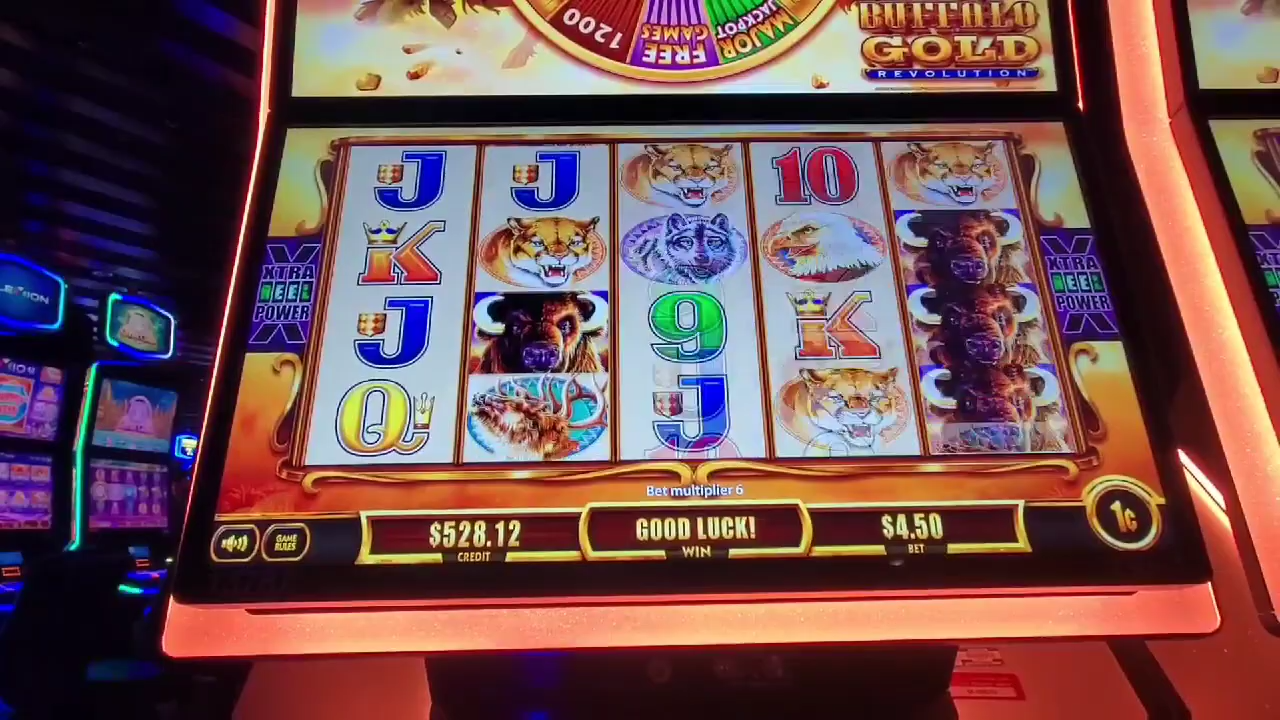 1200
FREE
GAMES
MAJOR
JACKPOT
BUFFALO
GOLD
REVOLUTION
J J 10
K
J 9 K
Q J
XTRA
REEL
POWER
XTRA
REEL
POWER
Bet multiplier 6
GAME
RULES
$528.12
CREDIT
GOOD LUCK!
WIN
$4.50
BET
1¢